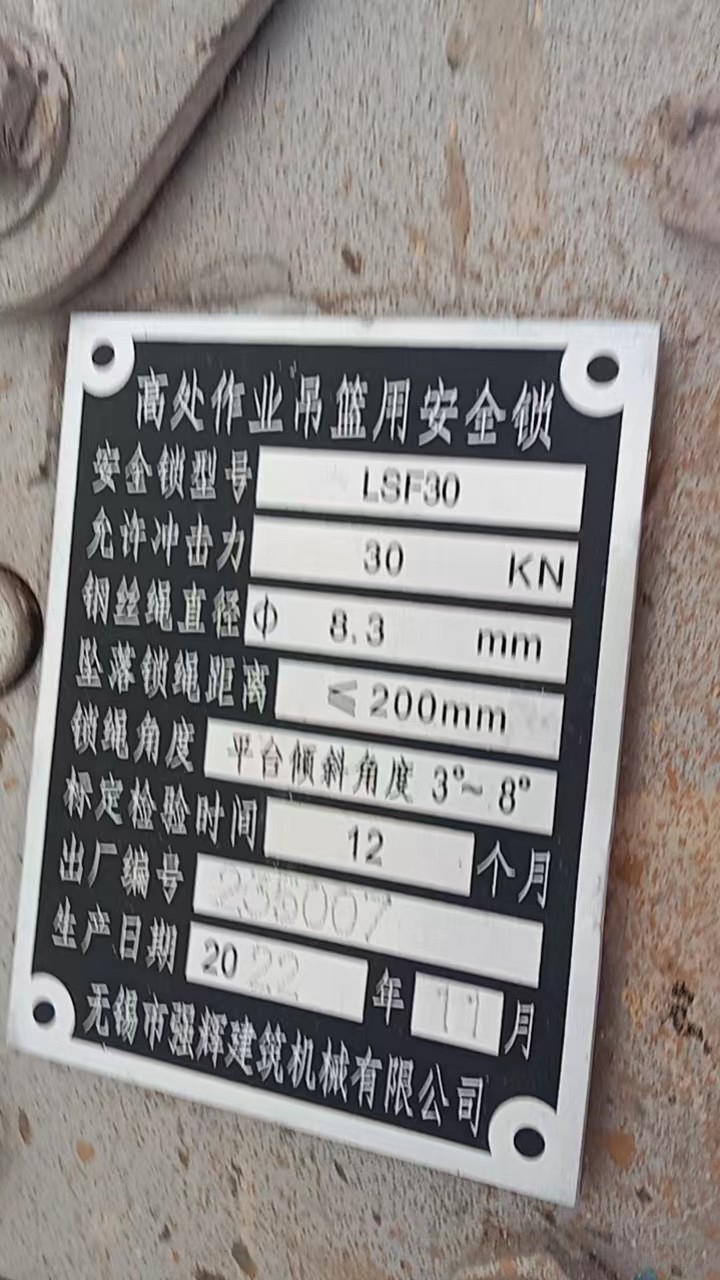 高处作业吊篮用安全锁
安全锁型号 LSF30
允许冲击力 30 KN
钢丝绳直径 ф 8.3 mm
坠落锁绳距离 ≤200mm
锁绳角度 平台倾斜角度 3°~8°
标定检验时间 12 个月
出厂编号
生产日期 2022 年 11 月
无锡市强辉建筑机械有限公司